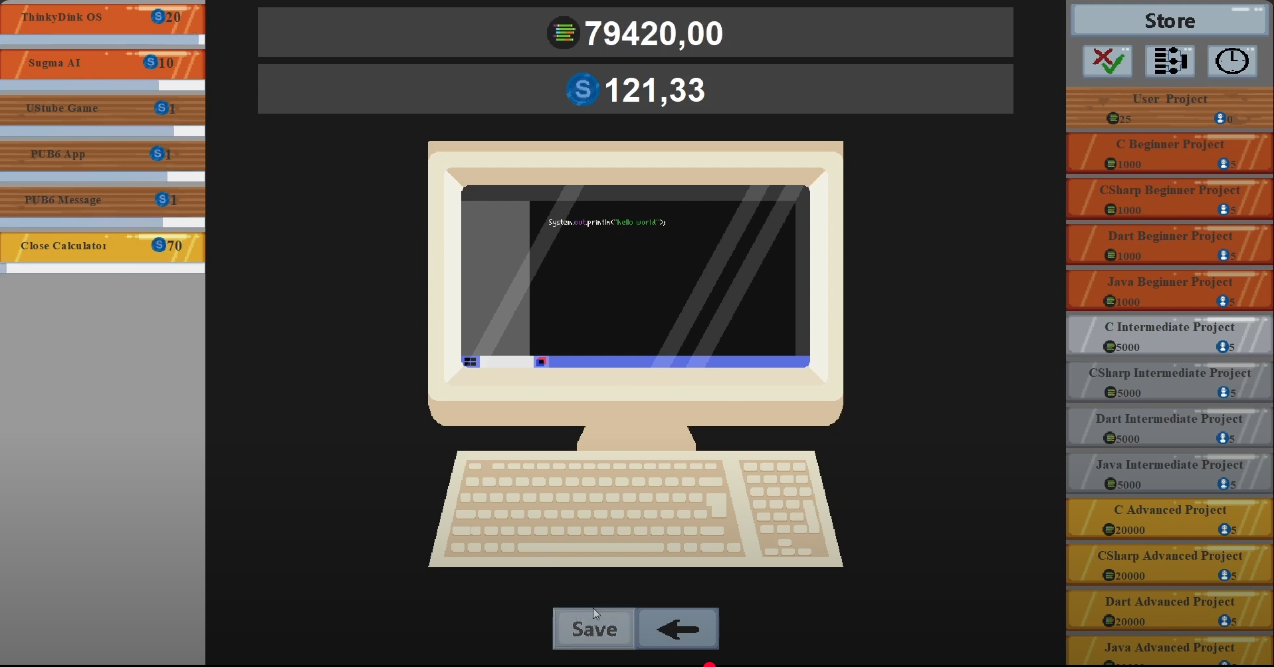 ThinkyDink OS
S 20
Sugma AI
S 10
UStube Game
S 1
PUB6 App
S 1
PUB6 Message
S 1
Close Calculator
S 70
79420,00
S 121,33
System.out.println("hello world");
Save
Store
User Project
25 0
C Beginner Project
1000 5
CSharp Beginner Project
1000 5
Dart Beginner Project
1000 5
Java Beginner Project
1000 5
C Intermediate Project
5000 5
CSharp Intermediate Project
5000 5
Dart Intermediate Project
5000 5
Java Intermediate Project
5000 5
C Advanced Project
20000 5
CSharp Advanced Project
20000 5
Dart Advanced Project
20000 5
Java Advanced Project